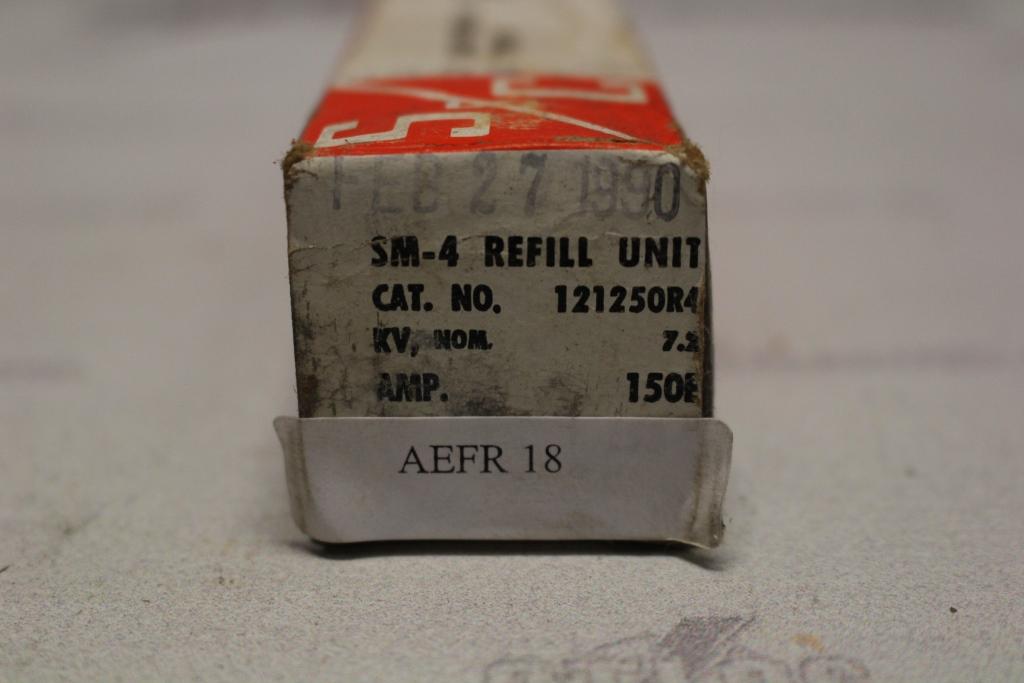 S/C
FEB 27 1990
SM-4 REFILL UNIT
CAT. NO. 121250R4
KV, NOM. 7.2
AMP. 150E
AEFR 18